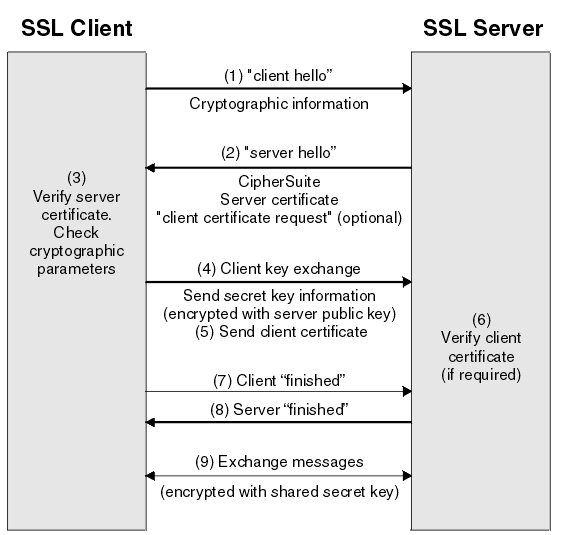 SSL Client
SSL Server
(1) "client hello”
Cryptographic information
(2) "server hello”
CipherSuite
Server certificate
"client certificate request" (optional)
(3)
Verify server
certificate.
Check
cryptographic
parameters
(4) Client key exchange
Send secret key information
(encrypted with server public key)
(5) Send client certificate
(6)
Verify client
certificate
(if required)
(7) Client “finished”
(8) Server “finished”
(9) Exchange messages
(encrypted with shared secret key)